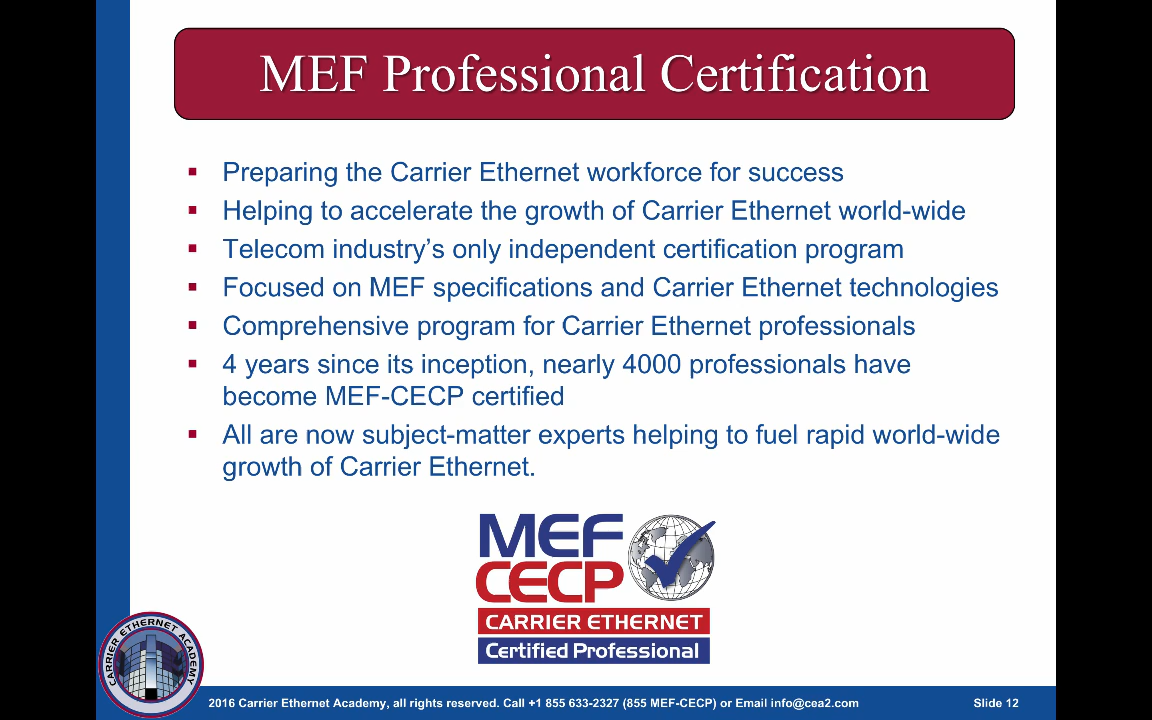 MEF Professional Certification
▪ Preparing the Carrier Ethernet workforce for success
▪ Helping to accelerate the growth of Carrier Ethernet world-wide
▪ Telecom industry’s only independent certification program
▪ Focused on MEF specifications and Carrier Ethernet technologies
▪ Comprehensive program for Carrier Ethernet professionals
▪ 4 years since its inception, nearly 4000 professionals have
become MEF-CECP certified
▪ All are now subject-matter experts helping to fuel rapid world-wide
growth of Carrier Ethernet.
MEF
CECP
CARRIER ETHERNET
Certified Professional
CARRIER ETHERNET ACADEMY
2016 Carrier Ethernet Academy, all rights reserved. Call +1 855 633-2327 (855 MEF-CECP) or Email info@cea2.com
Slide 12